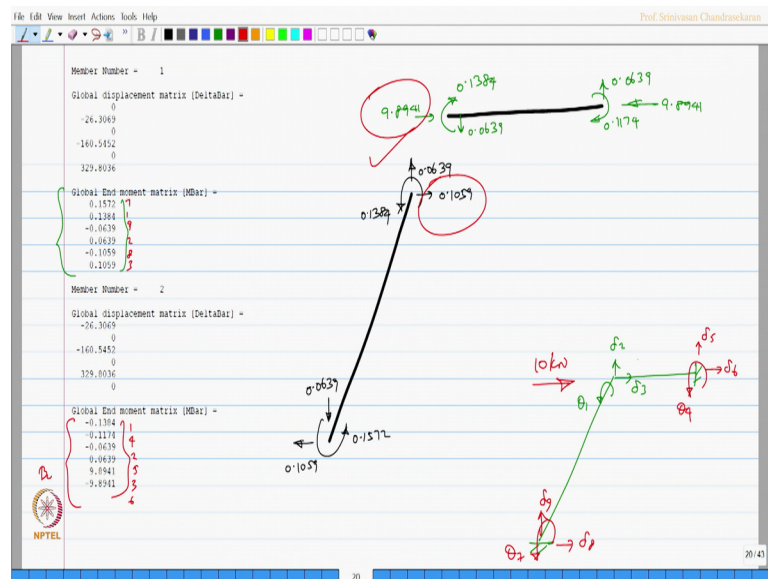 File Edit View Insert Actions Tools Help
Prof. Srinivasan Chandrasekaran
Member Number = 1
Global displacement matrix [DeltaBar] =
0
-26.3069
0
-160.5452
0
329.8036
Global End moment matrix [MBar] =
0.1572 7
0.1384 1
-0.0639 9
0.0639 2
-0.1059 8
0.1059 3
Member Number = 2
Global displacement matrix [DeltaBar] =
-26.3069
0
-160.5452
0
329.8036
0
Global End moment matrix [MBar] =
-0.1384 1
-0.1174 4
-0.0639 2
0.0639 5
9.8941 3
-9.8941 6
0.1384
9.8941
0.0639
0.0639
9.8941
0.1174
0.0639
0.1059
0.1384
0.0639
0.1572
0.1059
10kN
δ2
δ3
θ1
δ5
δ6
θ4
δ9
δ8
θ7
NPTEL
20/43
20